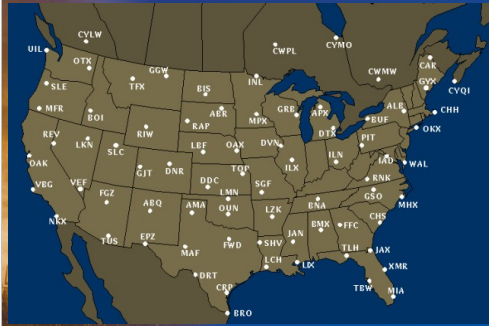 CYLW
UIL
OTX
GGW
TFX
BIS
INL
CWPL
CYMO
CWMW
CAR
GYX
CYQI
SLE
MFR
BOI
RIW
RAP
ABR
MPX
GRB
APX
DTX
BUF
ALB
CHH
OKX
REV
LKN
SLC
OAK
LBF
OAX
DVN
ILX
ILN
PIT
IAD
WAL
GJT
DNR
TOP
DDC
VBG
VEF
FGZ
ABQ
AMA
LMN
OUN
SGF
RNK
GSO
MHX
BNA
NKX
TUS
EPZ
MAF
FWD
LZK
SHV
JAN
BMX
FFC
CHS
DRT
LCH
LIX
TLH
JAX
XMR
CRP
BRO
TBW
MIA